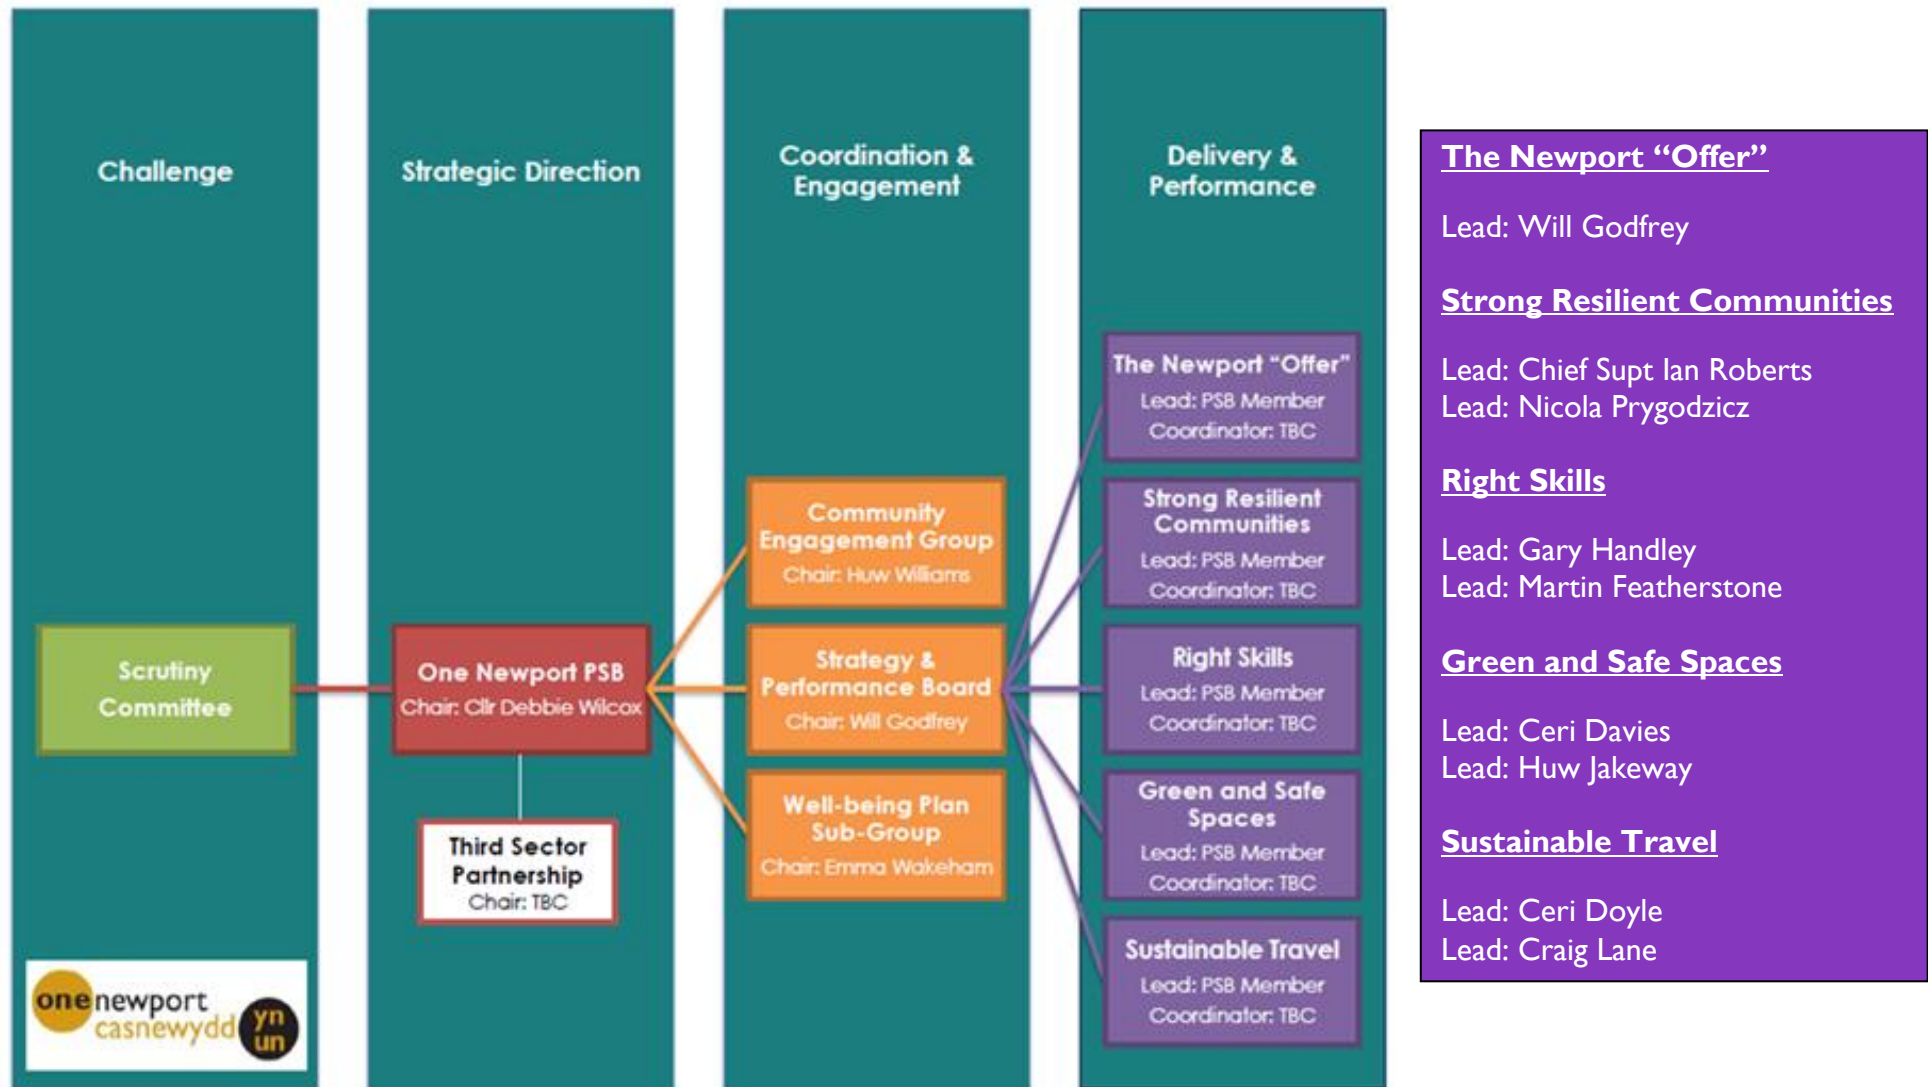 Challenge
Scrutiny
Committee
onenewport
casnewydd
yn
un
Strategic Direction
One Newport PSB
Chair: Cllr Debbie Wilcox
Third Sector
Partnership
Chair: TBC
Coordination &
Engagement
Community
Engagement Group
Chair: Huw Williams
Strategy &
Performance Board
Chair: Will Godfrey
Well-being Plan
Sub-Group
Chair: Emma Wakeham
Delivery &
Performance
The Newport “Offer”
Lead: PSB Member
Coordinator: TBC
Strong Resilient
Communities
Lead: PSB Member
Coordinator: TBC
Right Skills
Lead: PSB Member
Coordinator: TBC
Green and Safe
Spaces
Lead: PSB Member
Coordinator: TBC
Sustainable Travel
Lead: PSB Member
Coordinator: TBC
The Newport “Offer”
Lead: Will Godfrey
Strong Resilient Communities
Lead: Chief Supt Ian Roberts
Lead: Nicola Prygodzicz
Right Skills
Lead: Gary Handley
Lead: Martin Featherstone
Green and Safe Spaces
Lead: Ceri Davies
Lead: Huw Jakeway
Sustainable Travel
Lead: Ceri Doyle
Lead: Craig Lane